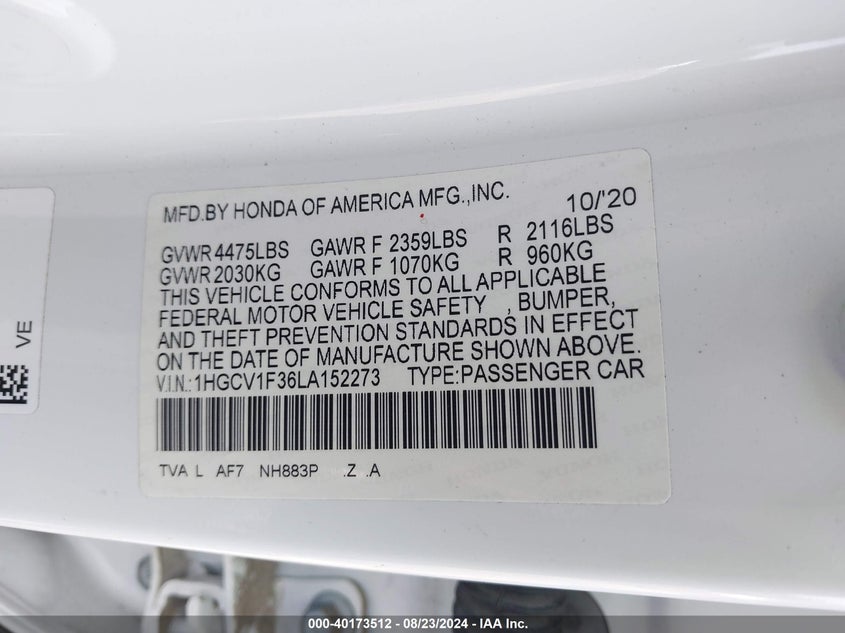 MFD.BY HONDA OF AMERICA MFG.,INC. 10/'20
GVWR 4475LBS GAWR F 2359LBS R 2116LBS
GVWR 2030KG GAWR F 1070KG R 960KG
THIS VEHICLE CONFORMS TO ALL APPLICABLE
FEDERAL MOTOR VEHICLE SAFETY , BUMPER,
AND THEFT PREVENTION STANDARDS IN EFFECT
ON THE DATE OF MANUFACTURE SHOWN ABOVE.
V.I.N.:1HGCV1F36LA152273 TYPE:PASSENGER CAR
TVA L AF7 NH883P .Z .A
VE
000-40173512 - 08/23/2024 - IAA Inc.